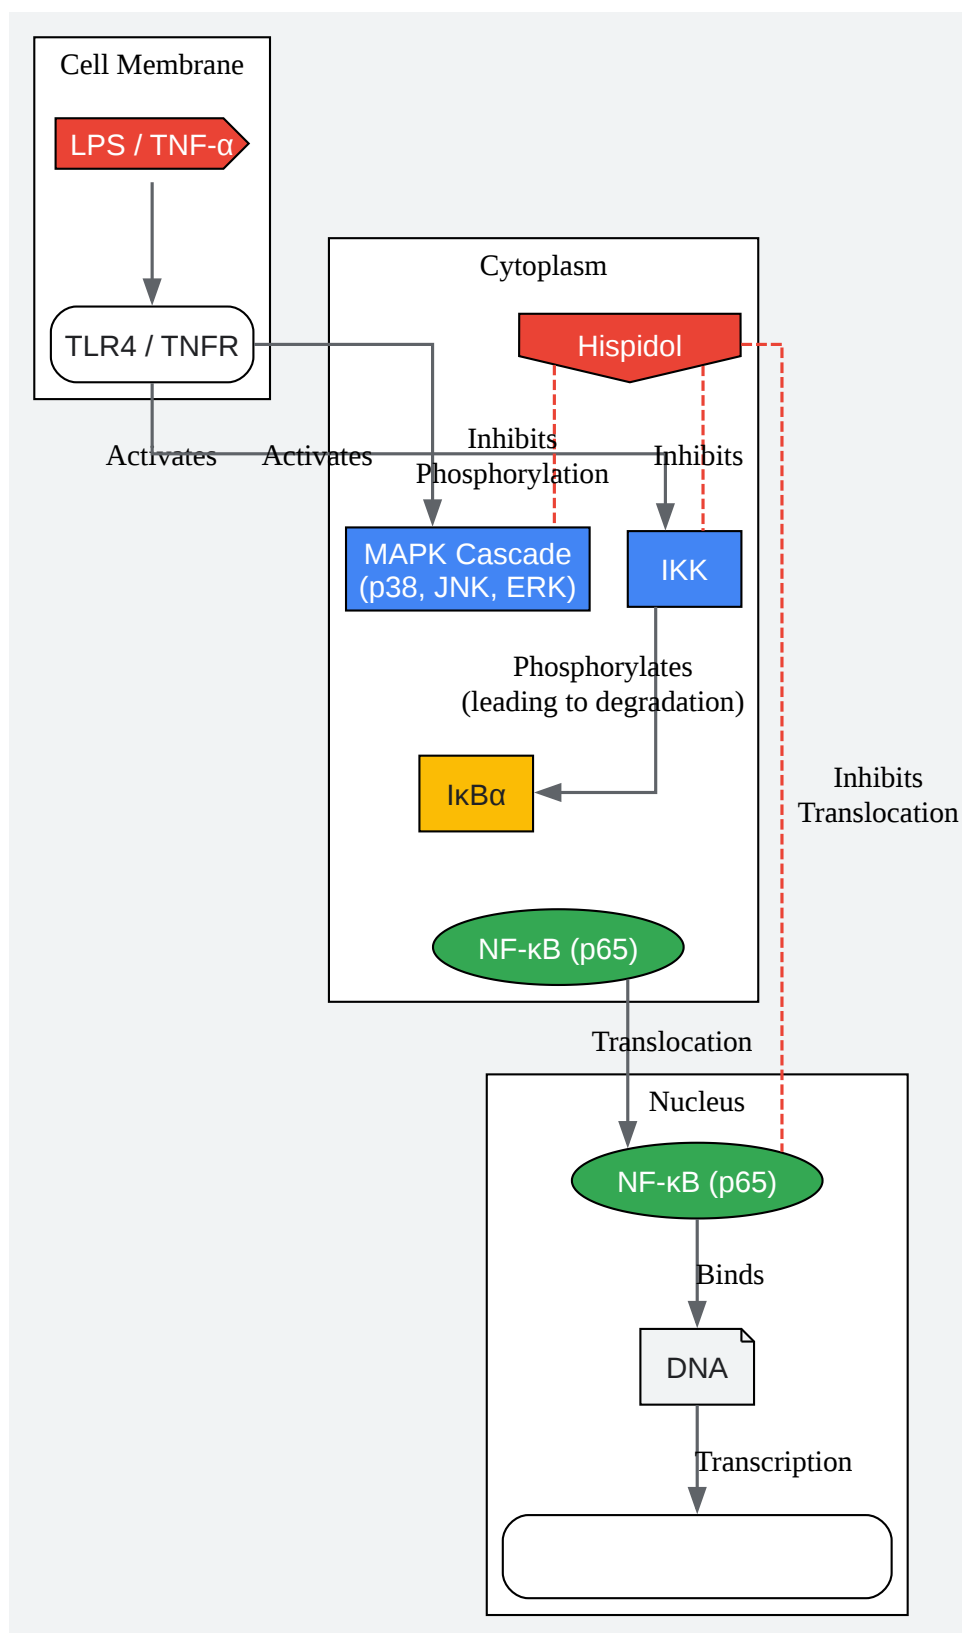 Cell Membrane
LPS / TNF-α
TLR4 / TNFR
Cytoplasm
Hispidol
Activates
Activates
Inhibits
Phosphorylation
Inhibits
MAPK Cascade
(p38, JNK, ERK)
IKK
Phosphorylates
(leading to degradation)
IκBα
Inhibits
Translocation
NF-κB (p65)
Translocation
Nucleus
NF-κB (p65)
Binds
DNA
Transcription